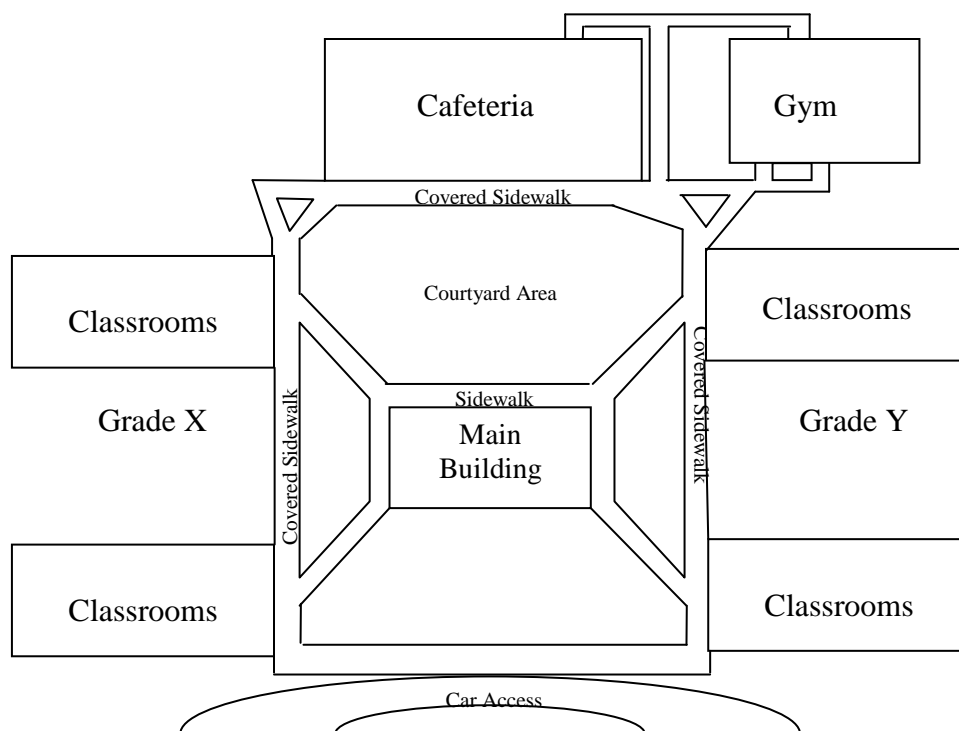 Cafeteria
Gym
Covered Sidewalk
Courtyard Area
Classrooms
Classrooms
Covered Sidewalk
Sidewalk
Grade X
Main
Building
Grade Y
Covered Sidewalk
Classrooms
Classrooms
Car Access